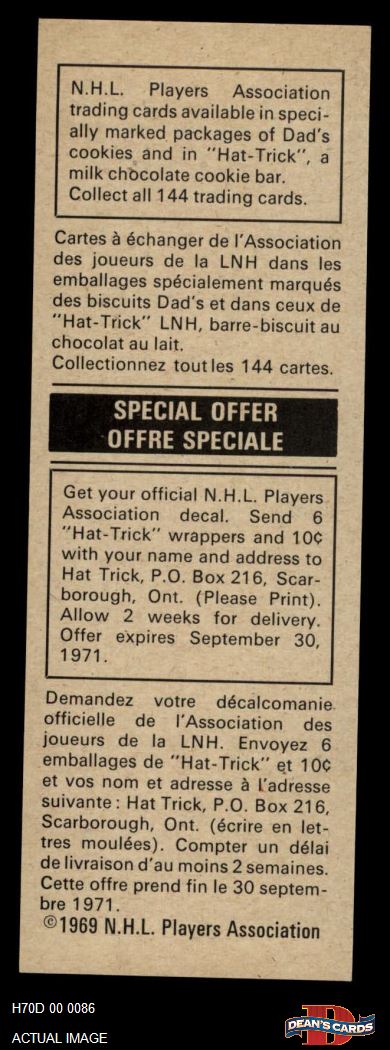 N.H.L. Players Association
trading cards available in speci-
ally marked packages of Dad's
cookies and in "Hat-Trick", a
milk chocolate cookie bar.
Collect all 144 trading cards.
Cartes à échanger de l'Association
des joueurs de la LNH dans les
emballages spécialement marqués
des biscuits Dad's et dans ceux de
"Hat-Trick" LNH, barre-biscuit au
chocolat au lait.
Collectionnez toutles 144 cartes.
SPECIAL OFFER
OFFRE SPECIALE
Get your official N.H.L. Players
Association decal. Send 6
"Hat-Trick" wrappers and 10¢
with your name and address to
Hat Trick, P.O. Box 216, Scar-
borough, Ont. (Please Print).
Allow 2 weeks for delivery.
Offer expires September 30,
1971.
Demandez votre décalcomanie
officielle de l'Association des
joueurs de la LNH. Envoyez 6
emballages de "Hat-Trick" et 10¢
et vos nom et adresse à l'adresse
suivante: Hat Trick, P.O. Box 216,
Scarborough, Ont. (écrire en let-
tres moulées). Compter un délai
de livraison d'au moins 2 semaines.
Cette offre prend fin le 30 septem-
bre 1971.
©1969 N.H.L. Players Association
H70D 00 0086
ACTUAL IMAGE
D
DEAN'S CARDS